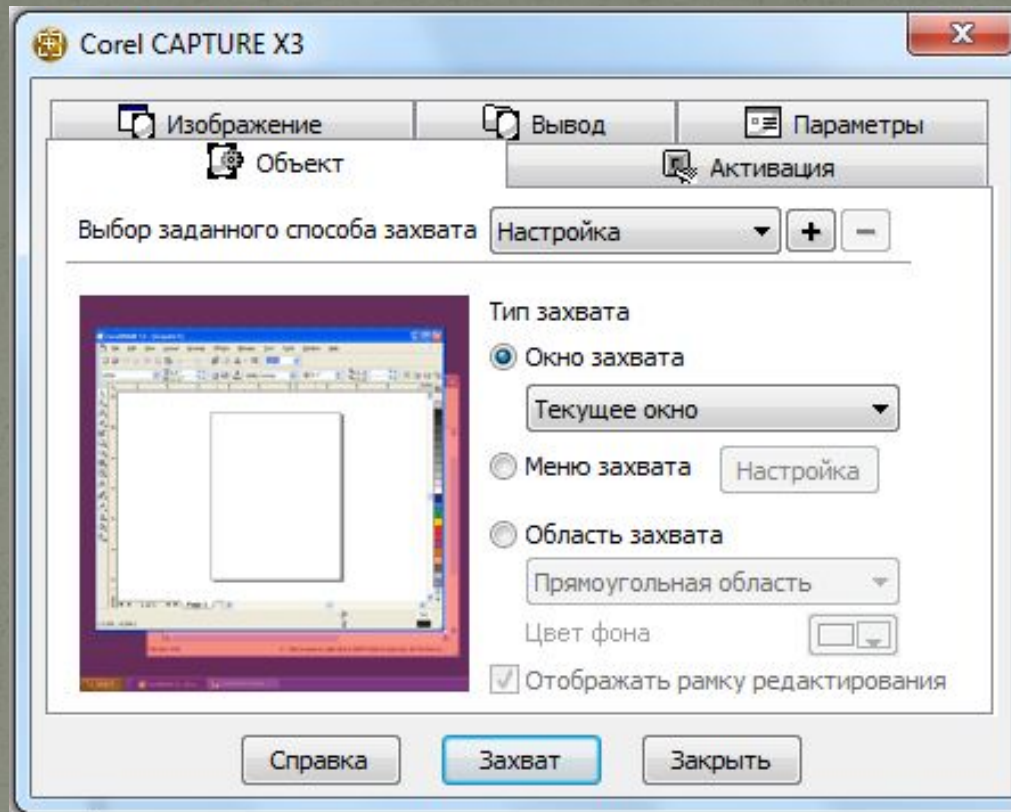 Corel CAPTURE X3
Изображение Вывод Параметры
Объект Активация
Выбор заданного способа захвата Настройка + −
Тип захвата
Окно захвата
Текущее окно
Меню захвата Настройка
Область захвата
Прямоугольная область
Цвет фона
Отображать рамку редактирования
Справка Захват Закрыть